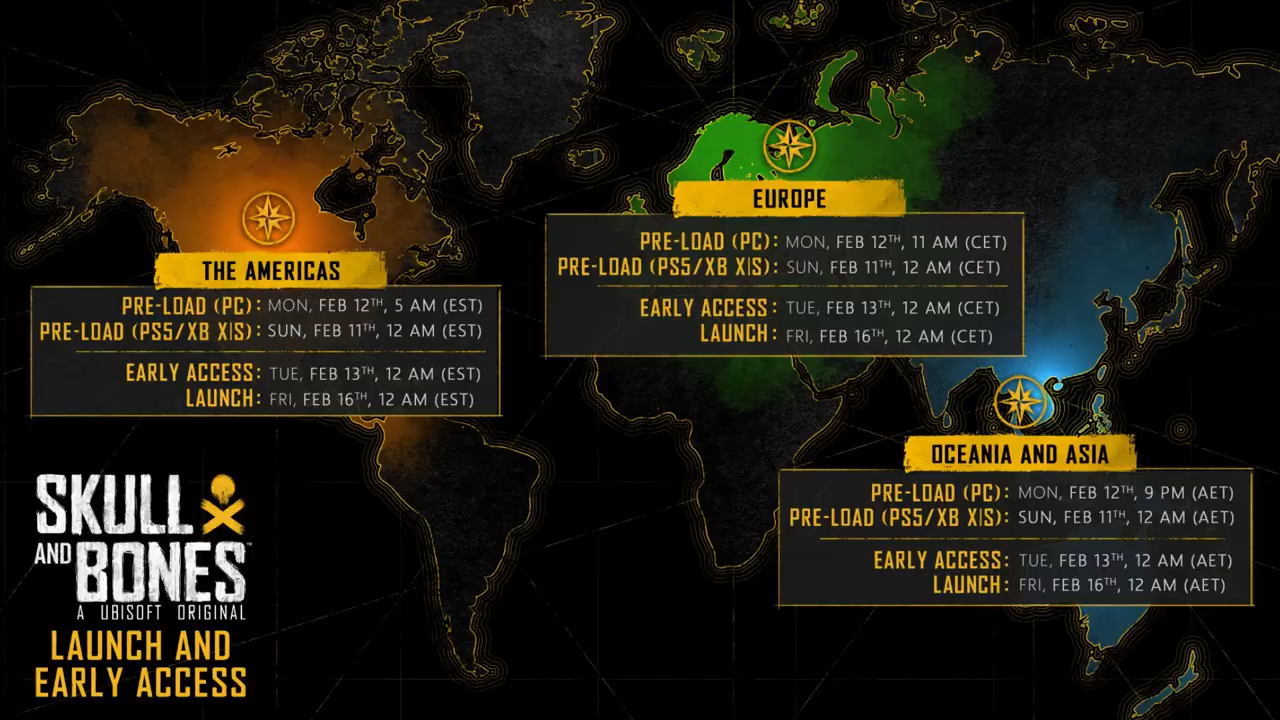 THE AMERICAS
PRE-LOAD (PC): MON, FEB 12TH, 5 AM (EST)
PRE-LOAD (PS5/XB X|S): SUN, FEB 11TH, 12 AM (EST)
EARLY ACCESS: TUE, FEB 13TH, 12 AM (EST)
LAUNCH: FRI, FEB 16TH, 12 AM (EST)
EUROPE
PRE-LOAD (PC): MON, FEB 12TH, 11 AM (CET)
PRE-LOAD (PS5/XB X|S): SUN, FEB 11TH, 12 AM (CET)
EARLY ACCESS: TUE, FEB 13TH, 12 AM (CET)
LAUNCH: FRI, FEB 16TH, 12 AM (CET)
OCEANIA AND ASIA
PRE-LOAD (PC): MON, FEB 12TH, 9 PM (AET)
PRE-LOAD (PS5/XB X|S): SUN, FEB 11TH, 12 AM (AET)
EARLY ACCESS: TUE, FEB 13TH, 12 AM (AET)
LAUNCH: FRI, FEB 16TH, 12 AM (AET)
SKULL
AND BONES™
A UBISOFT ORIGINAL
LAUNCH AND
EARLY ACCESS